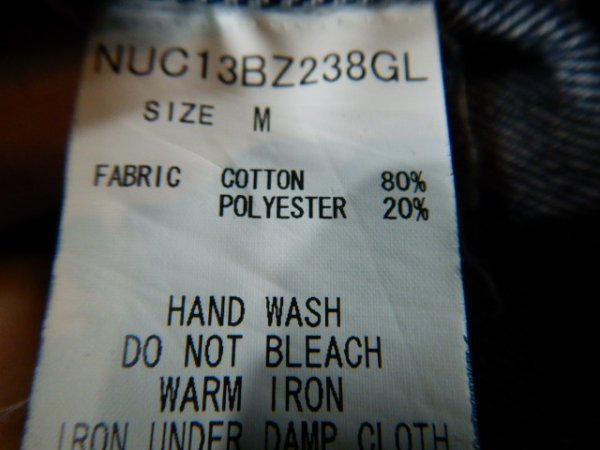 NUC13BZ238GL
SIZE M
FABRIC COTTON 80%
POLYESTER 20%
HAND WASH
DO NOT BLEACH
WARM IRON
IRON UNDER DAMP CLOTH